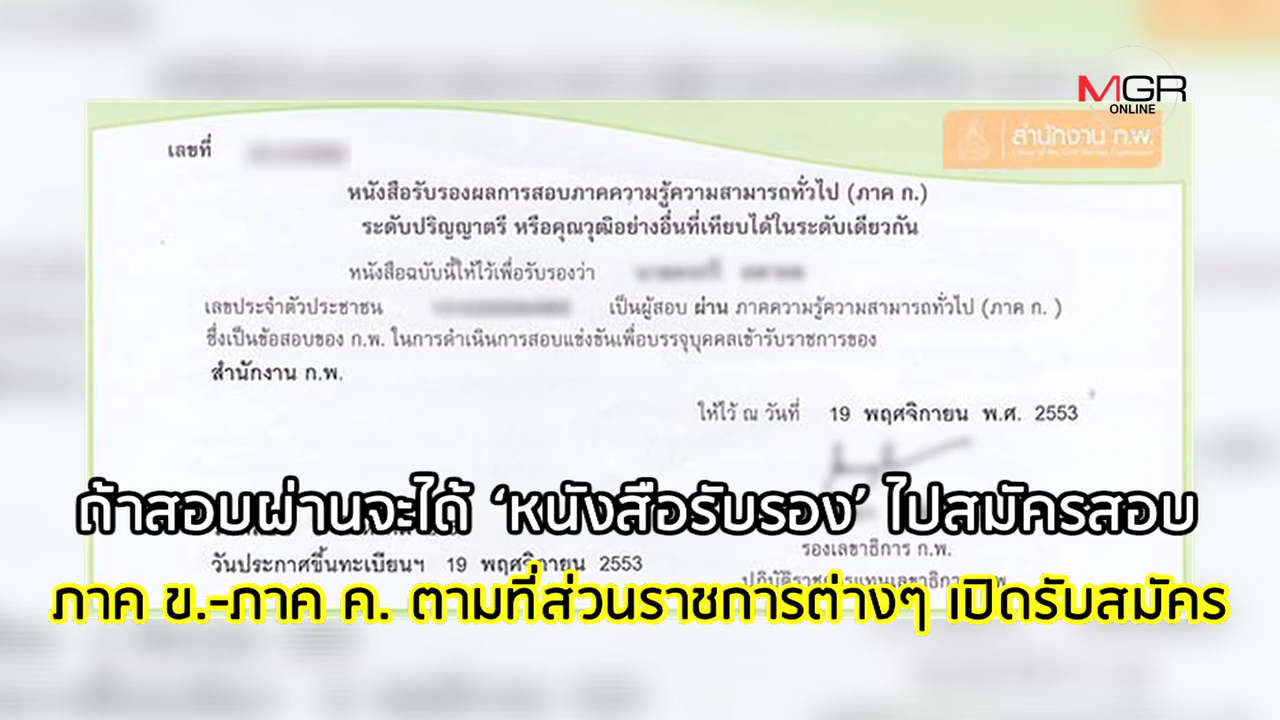 MGR
ONLINE
สำนักงาน ก.พ.
เลขที่
หนังสือรับรองผลการสอบภาคความรู้ความสามารถทั่วไป (ภาค ก.)
ระดับปริญญาตรี หรือคุณวุฒิอย่างอื่นที่เทียบได้ในระดับเดียวกัน
หนังสือฉบับนี้ให้ไว้เพื่อรับรองว่า
เลขประจำตัวประชาชน เป็นผู้สอบ ผ่าน ภาคความรู้ความสามารถทั่วไป (ภาค ก. )
ซึ่งเป็นข้อสอบของ ก.พ. ในการดำเนินการสอบแข่งขันเพื่อบรรจุบุคคลเข้ารับราชการของ
สำนักงาน ก.พ.
ให้ไว้ ณ วันที่ 19 พฤศจิกายน พ.ศ. 2553
ถ้าสอบผ่านจะได้ ‘หนังสือรับรอง’ ไปสมัครสอบ
รองเลขาธิการ ก.พ.
วันประกาศขึ้นทะเบียนฯ 19 พฤศจิกายน 2553
ภาค ข.-ภาค ค. ตามที่ส่วนราชการต่างๆ เปิดรับสมัคร